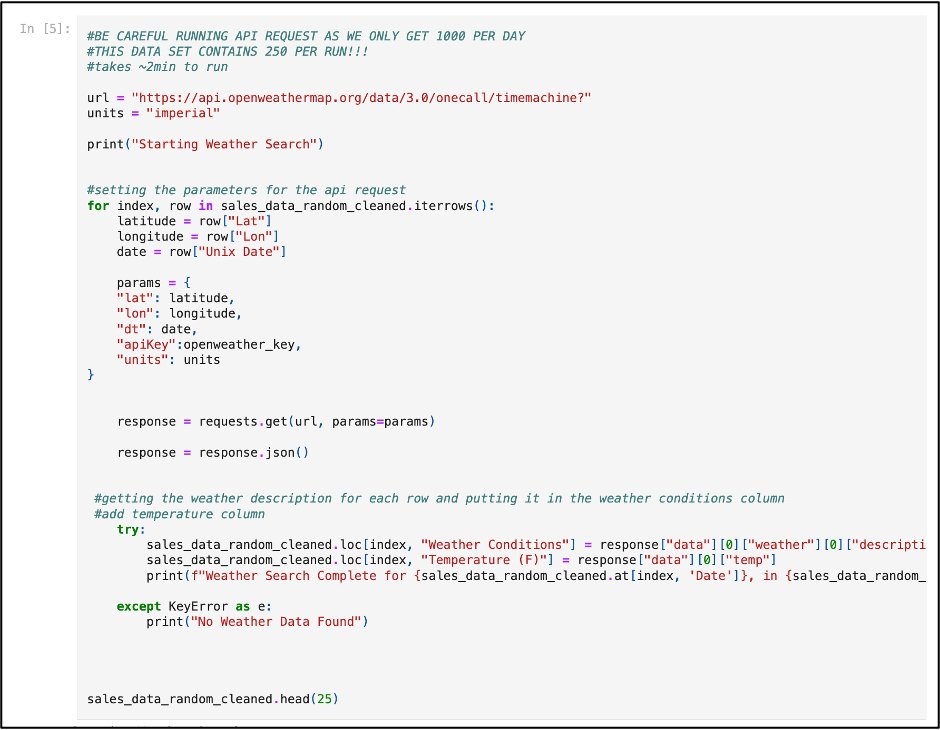 In [5]:
#BE CAREFUL RUNNING API REQUEST AS WE ONLY GET 1000 PER DAY
#THIS DATA SET CONTAINS 250 PER RUN!!!
#takes ~2min to run

url = "https://api.openweathermap.org/data/3.0/onecall/timemachine?"
units = "imperial"

print("Starting Weather Search")


#setting the parameters for the api request
for index, row in sales_data_random_cleaned.iterrows():
    latitude = row["Lat"]
    longitude = row["Lon"]
    date = row["Unix Date"]

    params = {
    "lat": latitude,
    "lon": longitude,
    "dt": date,
    "apiKey":openweather_key,
    "units": units
}


    response = requests.get(url, params=params)

    response = response.json()


 #getting the weather description for each row and putting it in the weather conditions column
 #add temperature column
    try:
        sales_data_random_cleaned.loc[index, "Weather Conditions"] = response["data"][0]["weather"][0]["descripti
        sales_data_random_cleaned.loc[index, "Temperature (F)"] = response["data"][0]["temp"]
        print(f"Weather Search Complete for {sales_data_random_cleaned.at[index, 'Date']}, in {sales_data_random_

    except KeyError as e:
        print("No Weather Data Found")




sales_data_random_cleaned.head(25)